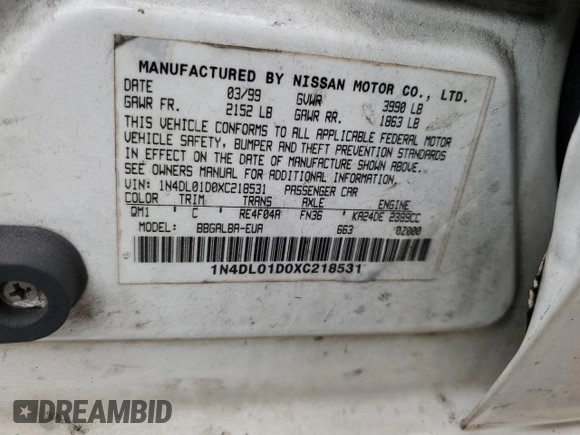 MANUFACTURED BY NISSAN MOTOR CO., LTD.
DATE 03/99 GVWR 3990 LB
GAWR FR. 2152 LB GAWR RR. 1863 LB
THIS VEHICLE CONFORMS TO ALL APPLICABLE FEDERAL MOTOR
VEHICLE SAFETY, BUMPER AND THEFT PREVENTION STANDARDS
IN EFFECT ON THE DATE OF MANUFACTURE SHOWN ABOVE.
SEE OWNERS MANUAL FOR ADDITIONAL INFORMATION.
VIN: 1N4DL01D0XC218531 PASSENGER CAR
COLOR TRIM TRANS AXLE ENGINE
QM1 C RE4F04A FN36 KA24DE 2389CC
MODEL: BBGALBA-EUA 663 0Z000
1N4DL01D0XC218531
DREAMBID